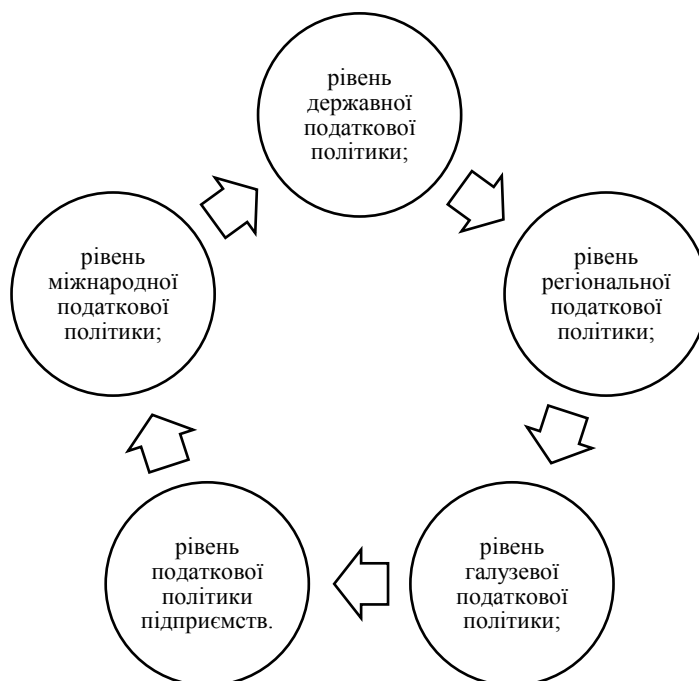 рівень
державної
податкової
політики;
рівень
регіональної
податкової
політики;
рівень
галузевої
податкової
політики;
рівень
податкової
політики
підприємств.
рівень
міжнародної
податкової
політики;